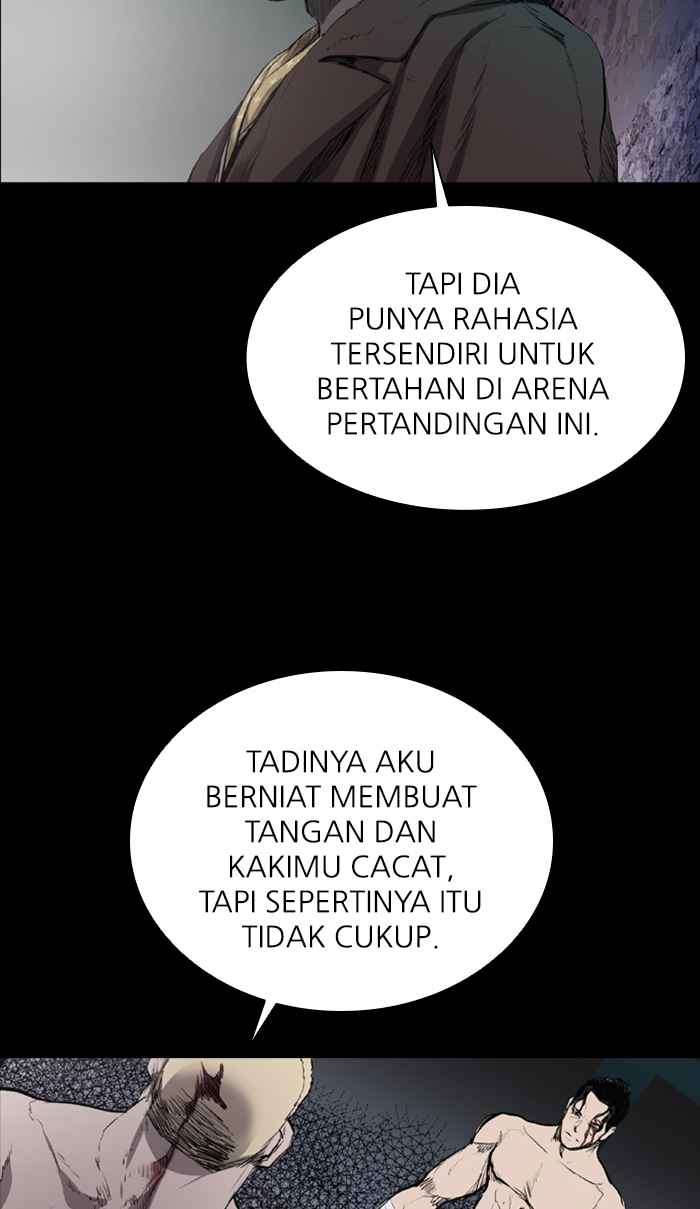 TAPI DIA
PUNYA RAHASIA
TERSENDIRI UNTUK
BERTAHAN DI ARENA
PERTANDINGAN INI.
TADINYA AKU
BERNIAT MEMBUAT
TANGAN DAN
KAKIMU CACAT,
TAPI SEPERTINYA ITU
TIDAK CUKUP.